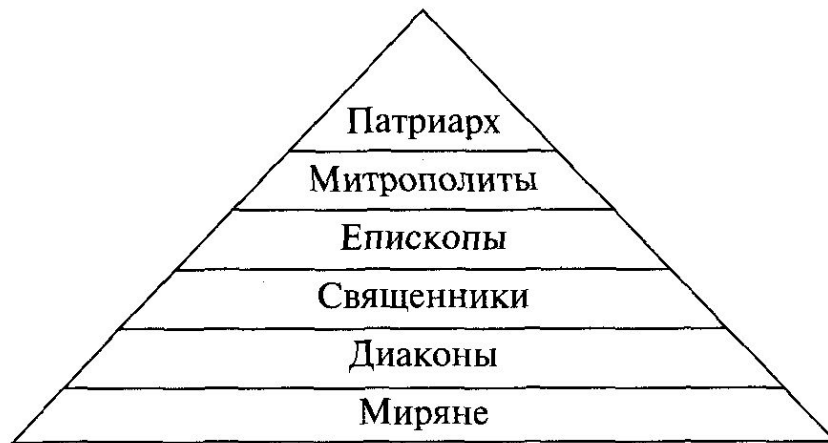 Патриарх
Митрополиты
Епископы
Священники
Диаконы
Миряне